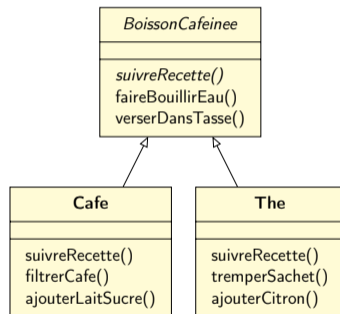 BoissonCafeinee
suivreRecette()
faireBouillirEau()
verserDansTasse()
Cafe
suivreRecette()
filtrerCafe()
ajouterLaitSucre()
The
suivreRecette()
tremperSachet()
ajouterCitron()